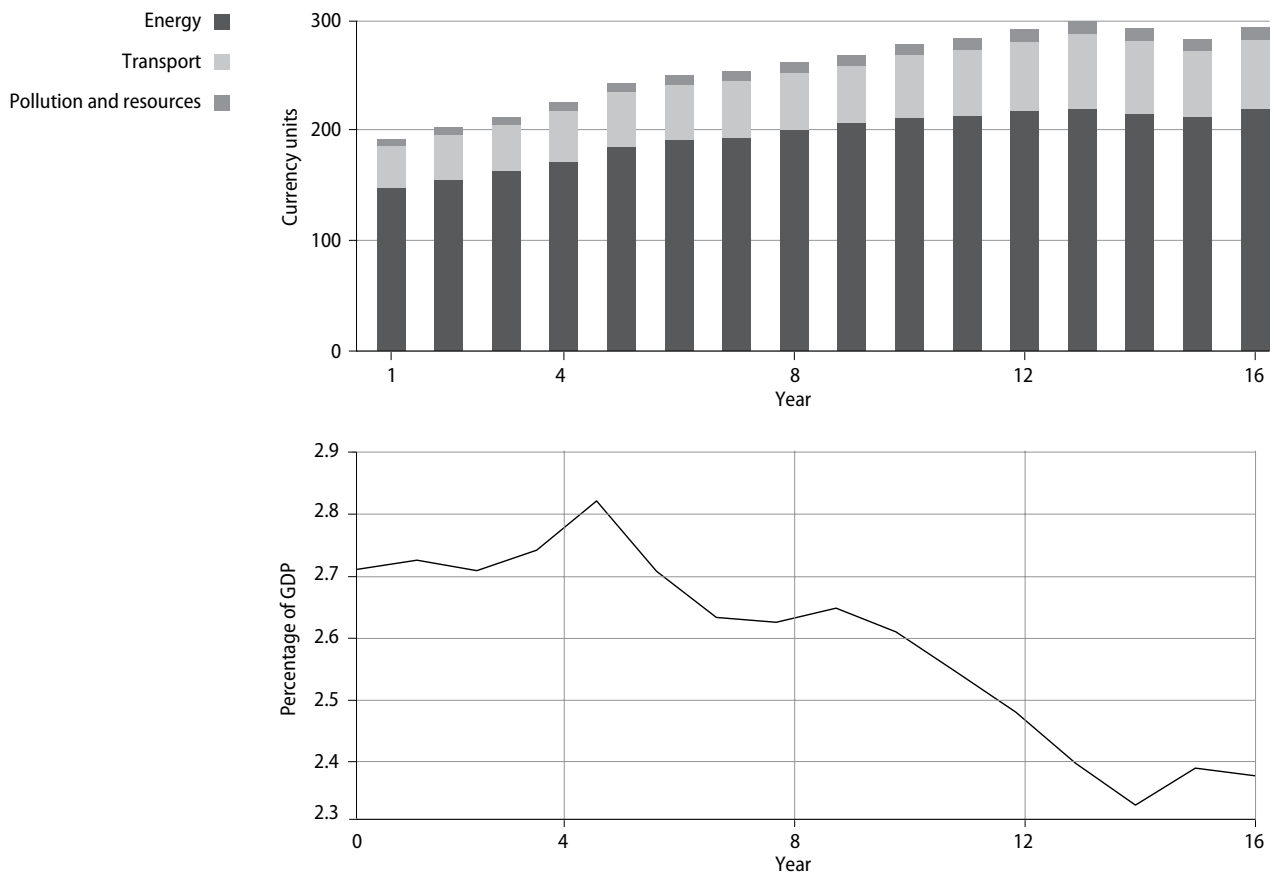 Energy
Transport
Pollution and resources
Currency units
300
200
100
0
1 4 8 12 16
Year
Percentage of GDP
2.9
2.8
2.7
2.6
2.5
2.4
2.3
0 4 8 12 16
Year